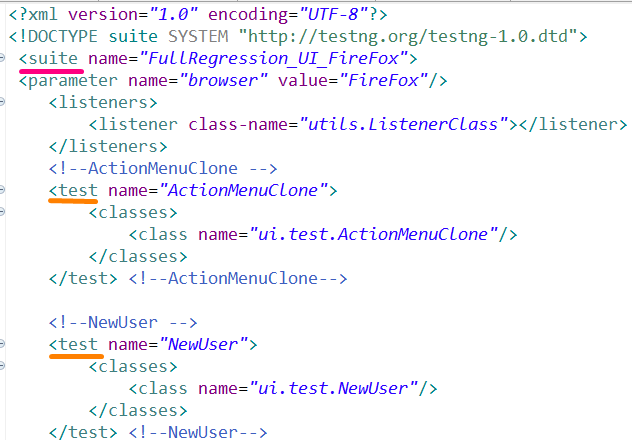 <?xml version="1.0" encoding="UTF-8"?>
<!DOCTYPE suite SYSTEM "http://testng.org/testng-1.0.dtd">
<suite name="FullRegression_UI_FireFox">
<parameter name="browser" value="FireFox"/>
<listeners>
<listener class-name="utils.ListenerClass"></listener>
</listeners>
<!--ActionMenuClone -->
<test name="ActionMenuClone">
<classes>
<class name="ui.test.ActionMenuClone"/>
</classes>
</test> <!--ActionMenuClone-->
<!--NewUser -->
<test name="NewUser">
<classes>
<class name="ui.test.NewUser"/>
</classes>
</test> <!--NewUser-->